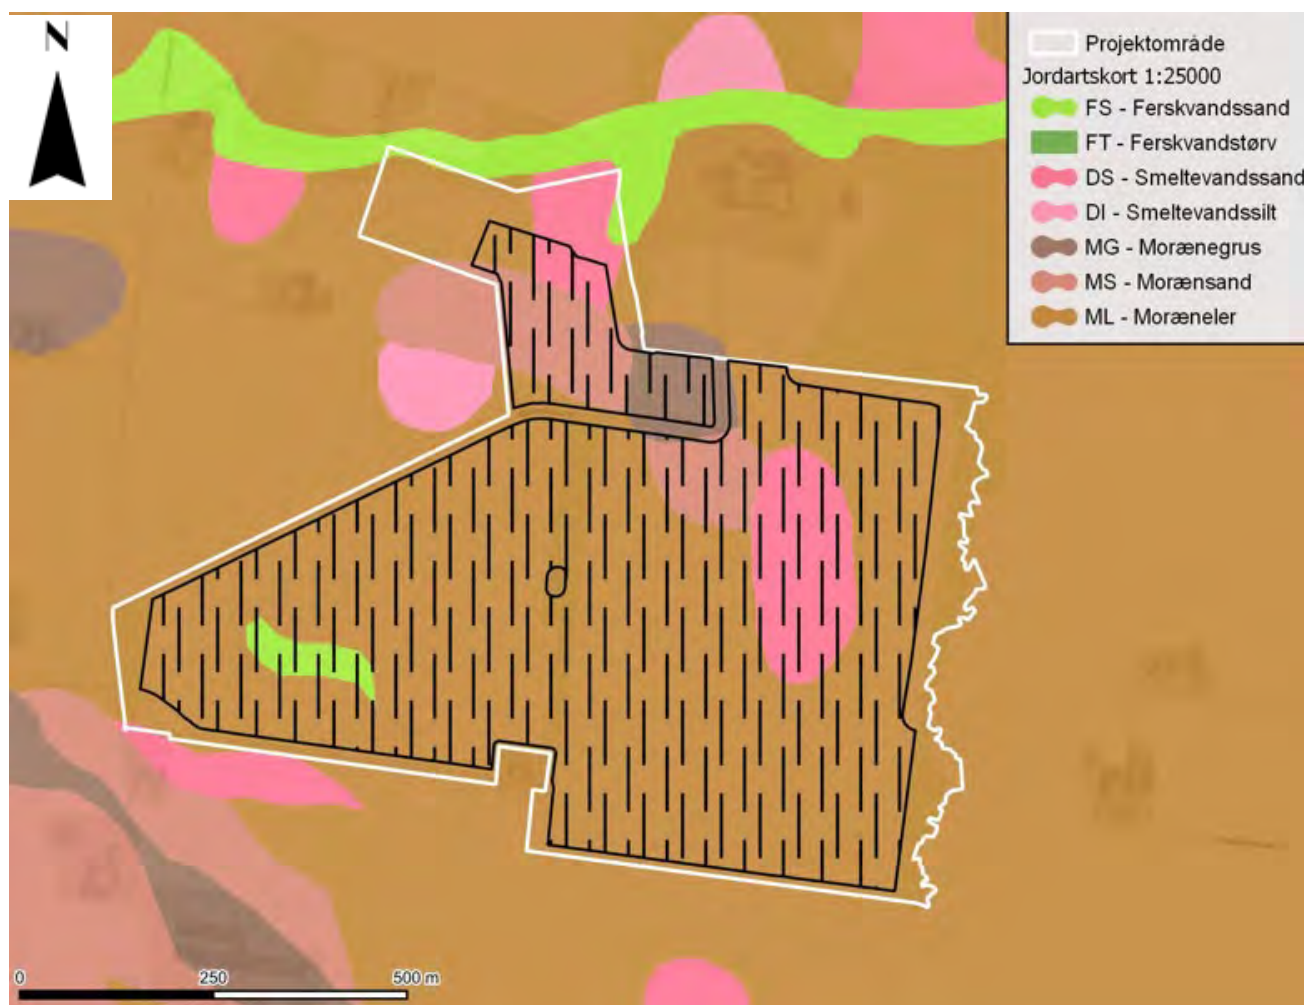 N
Projektområde
Jordartskort 1:25000
FS - Ferskvandssand
FT - Ferskvandstørv
DS - Smeltevandssand
DI - Smeltevandssilt
MG - Morænegrus
MS - Morænsand
ML - Moræneler
0 250 500 m